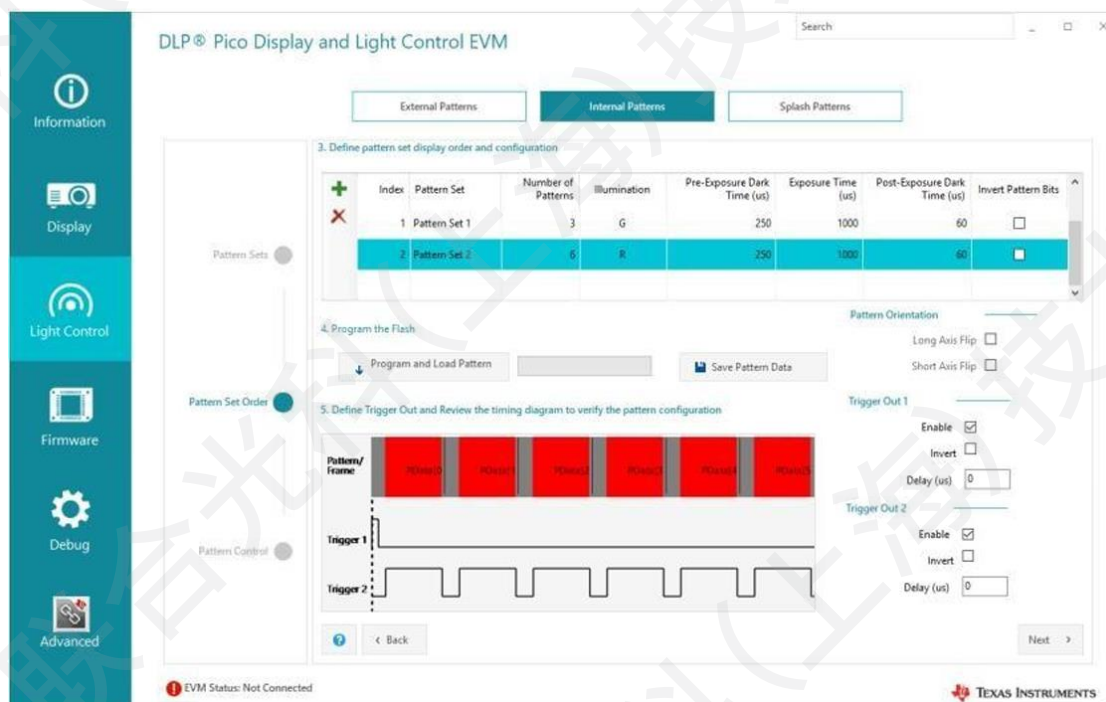 Search
DLP® Pico Display and Light Control EVM
Information
Display
Light Control
Firmware
Debug
Advanced
External Patterns
Internal Patterns
Splash Patterns
Pattern Sets
Pattern Set Order
Pattern Control
3. Define pattern set display order and configuration
Index Pattern Set Number of Patterns Illumination Pre-Exposure Dark Time (us) Exposure Time (us) Post-Exposure Dark Time (us) Invert Pattern Bits
1 Pattern Set 1 3 G 250 1000 60
2 Pattern Set 2 6 R 250 1000 60
4. Program the Flash
Program and Load Pattern
Save Pattern Data
Pattern Orientation
Long Axis Flip
Short Axis Flip
5. Define Trigger Out and Review the timing diagram to verify the pattern configuration
Pattern/
Frame
Trigger 1
Trigger 2
Trigger Out 1
Enable
Invert
Delay (us) 0
Trigger Out 2
Enable
Invert
Delay (us) 0
? < Back
Next >
EVM Status: Not Connected
TEXAS INSTRUMENTS